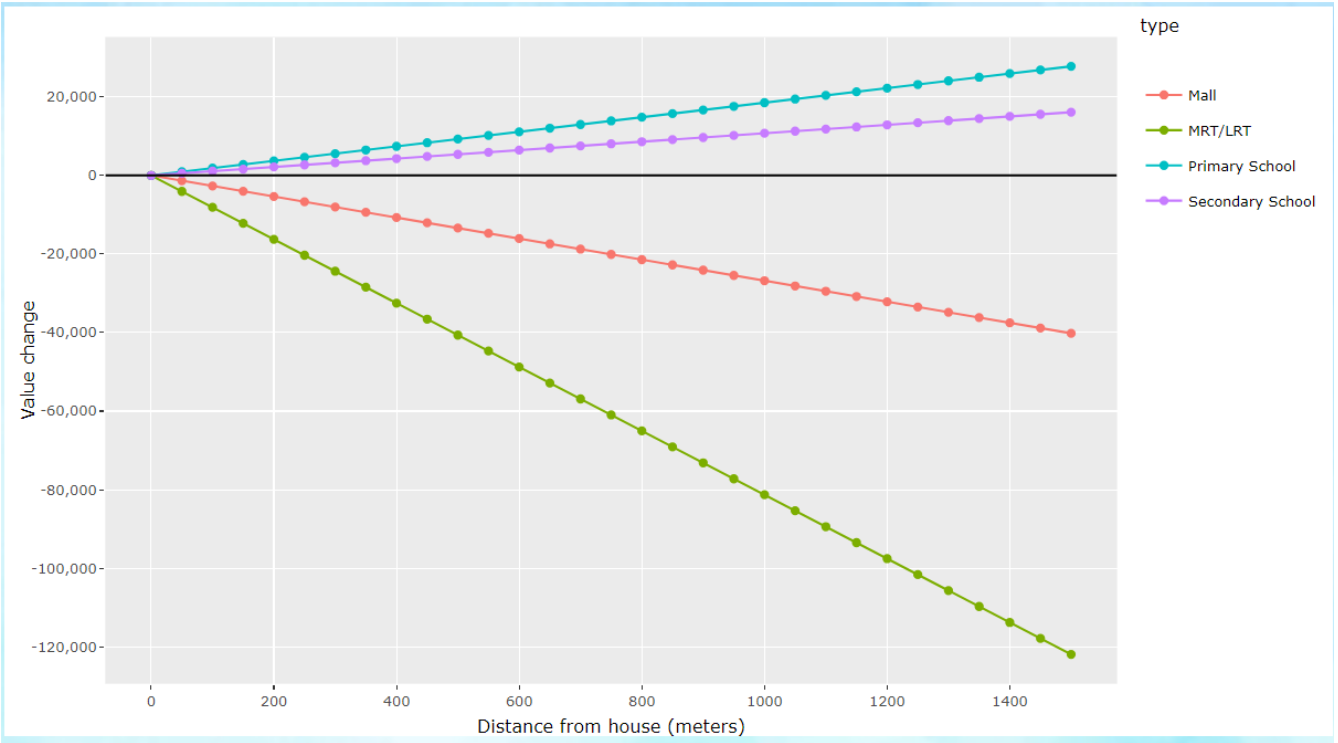 type
Mall
MRT/LRT
Primary School
Secondary School
Value change
20,000
0
-20,000
-40,000
-60,000
-80,000
-100,000
-120,000
0 200 400 600 800 1000 1200 1400
Distance from house (meters)